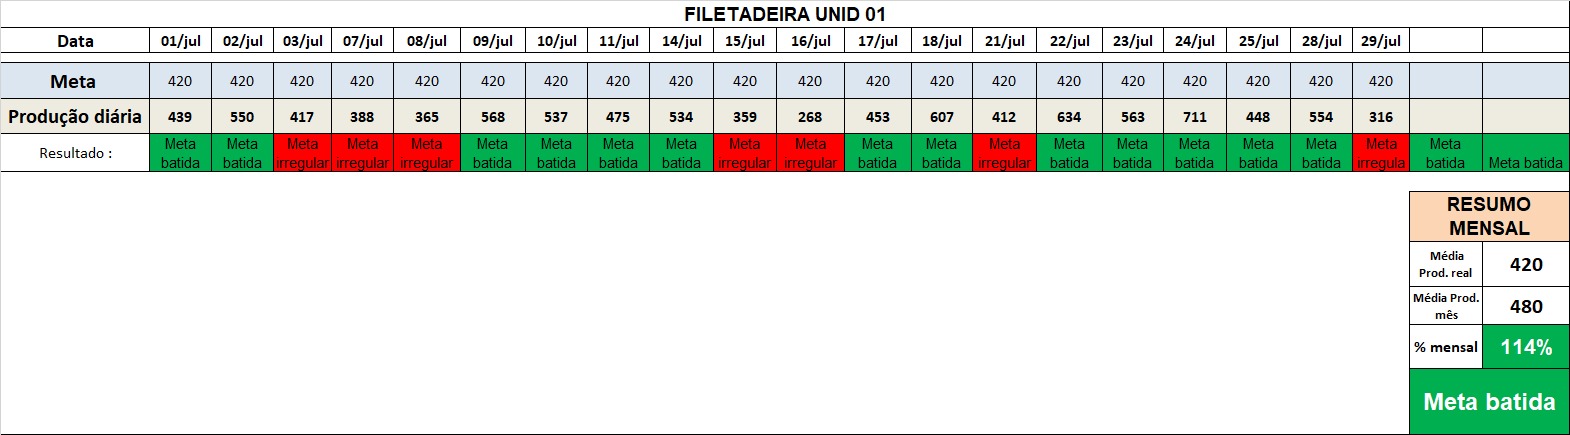 FILETADEIRA UNID 01
Data 01/jul 02/jul 03/jul 07/jul 08/jul 09/jul 10/jul 11/jul 14/jul 15/jul 16/jul 17/jul 18/jul 21/jul 22/jul 23/jul 24/jul 25/jul 28/jul 29/jul
Meta 420 420 420 420 420 420 420 420 420 420 420 420 420 420 420 420 420 420 420 420
Produção diária 439 550 417 388 365 568 537 475 534 359 268 453 607 412 634 563 711 448 554 316
Resultado : Meta batida Meta batida Meta irregular Meta irregular Meta irregular Meta batida Meta batida Meta batida Meta batida Meta irregular Meta irregular Meta batida Meta batida Meta irregular Meta batida Meta batida Meta batida Meta batida Meta batida Meta irregula Meta batida Meta batida
RESUMO
MENSAL
Média
Prod. real 420
Média Prod.
mês 480
% mensal 114%
Meta batida